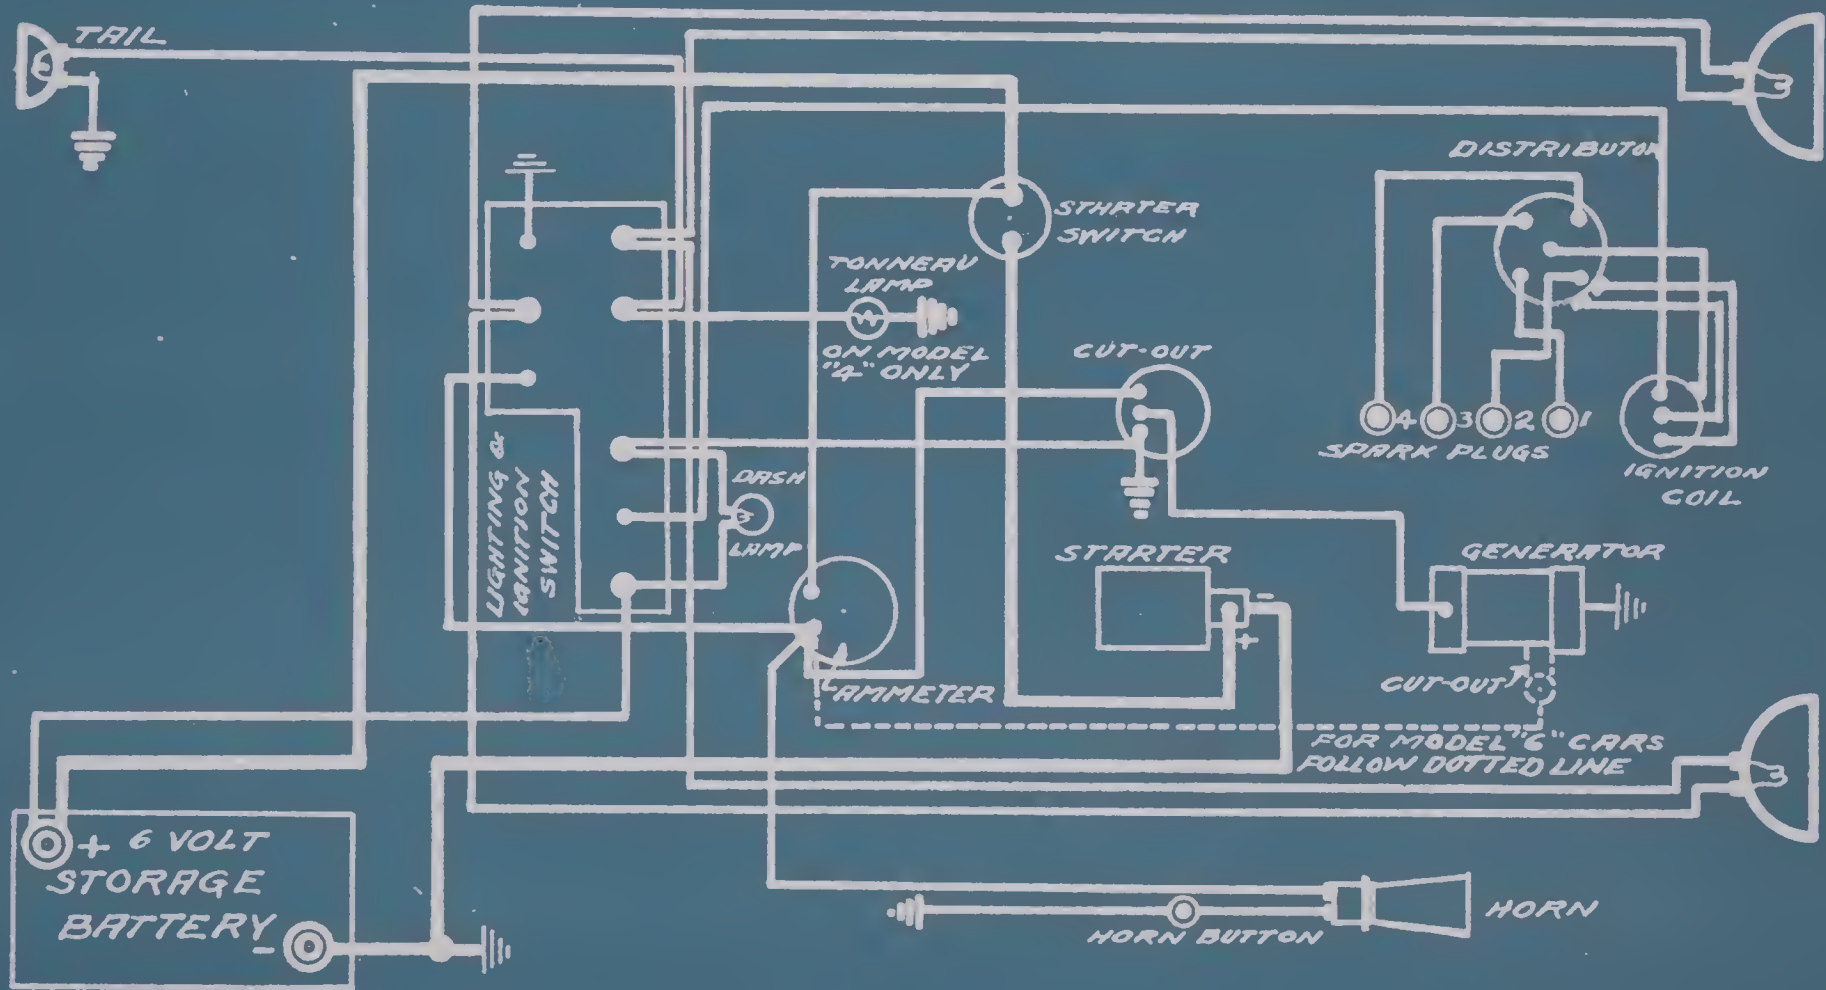 TAIL
DISTRIBUTOR
STARTER
SWITCH
TONNEAU
LAMP
ON MODEL
"4" ONLY
CUT-OUT
4 3 2 1
SPARK PLUGS
IGNITION
COIL
LIGHTING &
IGNITION
SWITCH
DASH
LAMP
STARTER
- 
+
GENERATOR
CUT-OUT
AMMETER
FOR MODEL "6" CARS
FOLLOW DOTTED LINE
+ 6 VOLT
STORAGE
BATTERY
-
HORN
HORN BUTTON